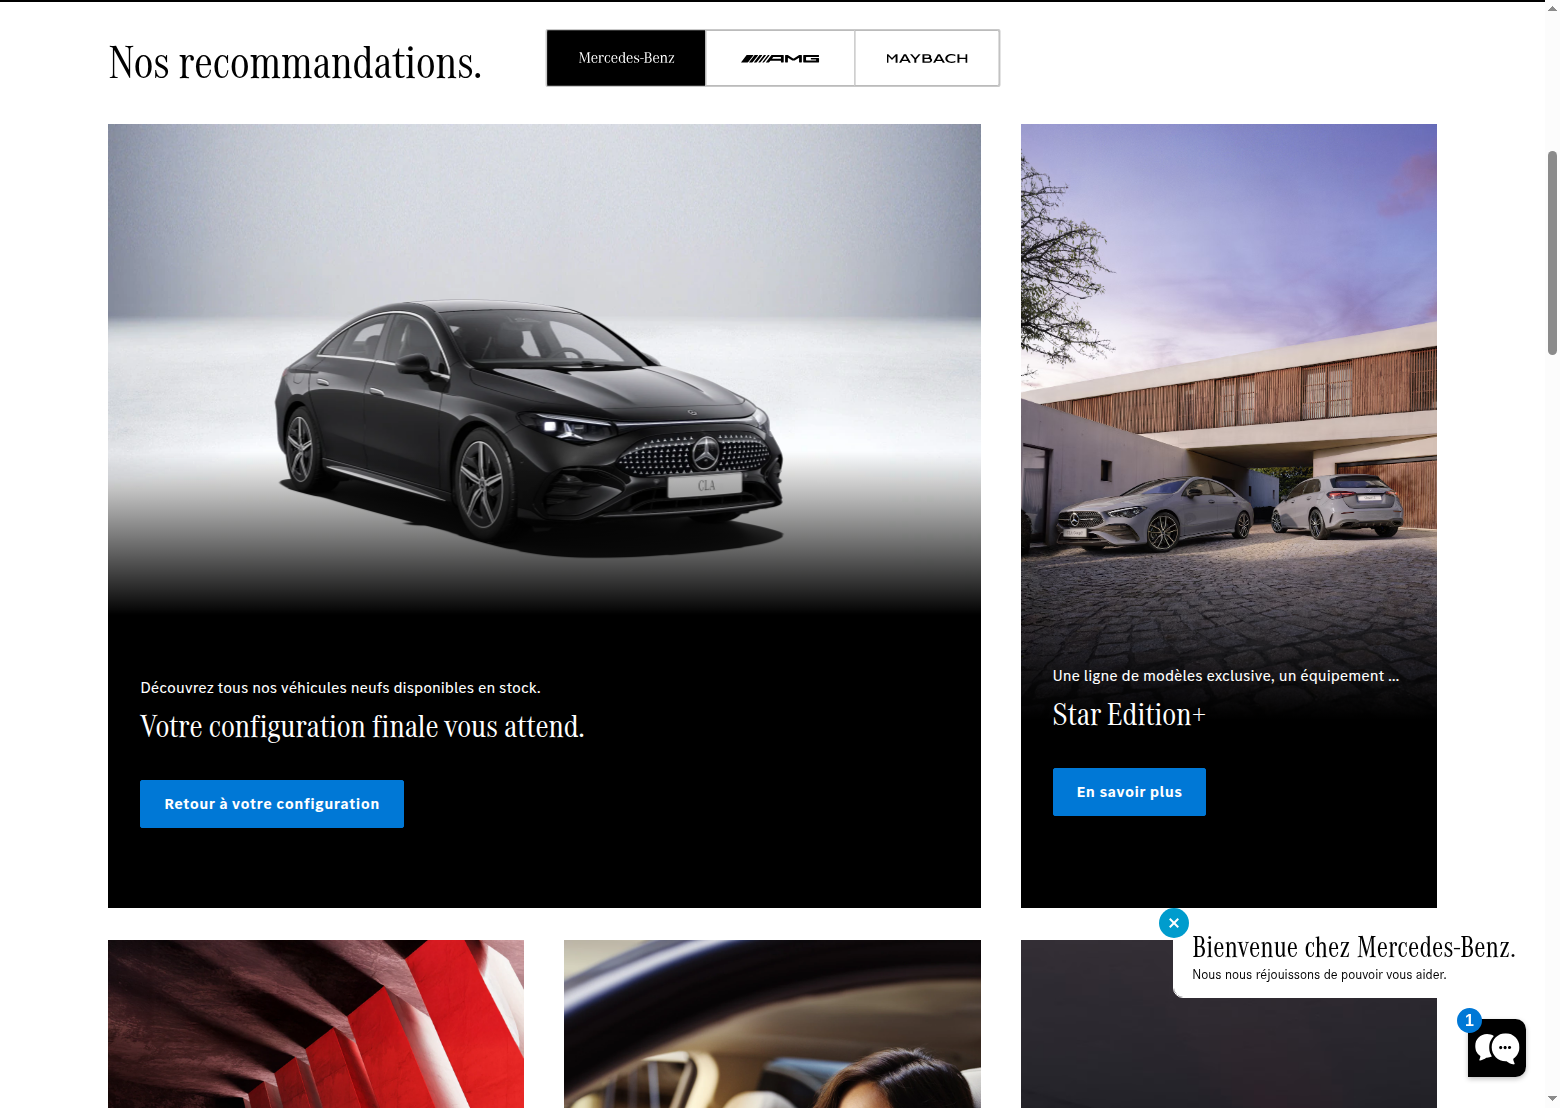 Nos recommandations.
Mercedes-Benz
AMG
MAYBACH
CLA
Découvrez tous nos véhicules neufs disponibles en stock.
Votre configuration finale vous attend.
Retour à votre configuration
Une ligne de modèles exclusive, un équipement ...
Star Edition+
En savoir plus
Bienvenue chez Mercedes-Benz.
Nous nous réjouissons de pouvoir vous aider.
1